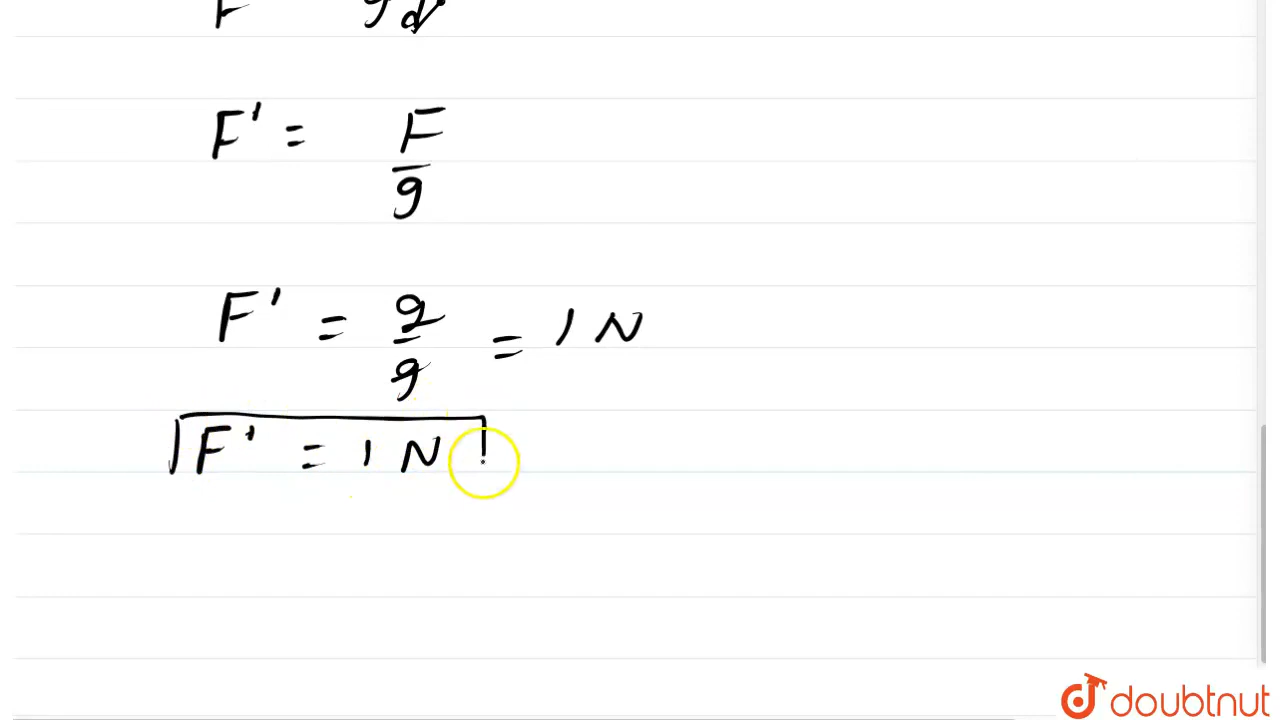 F' = F/9
F' = 9/9 = 1 N
F' = 1 N
doubtnut